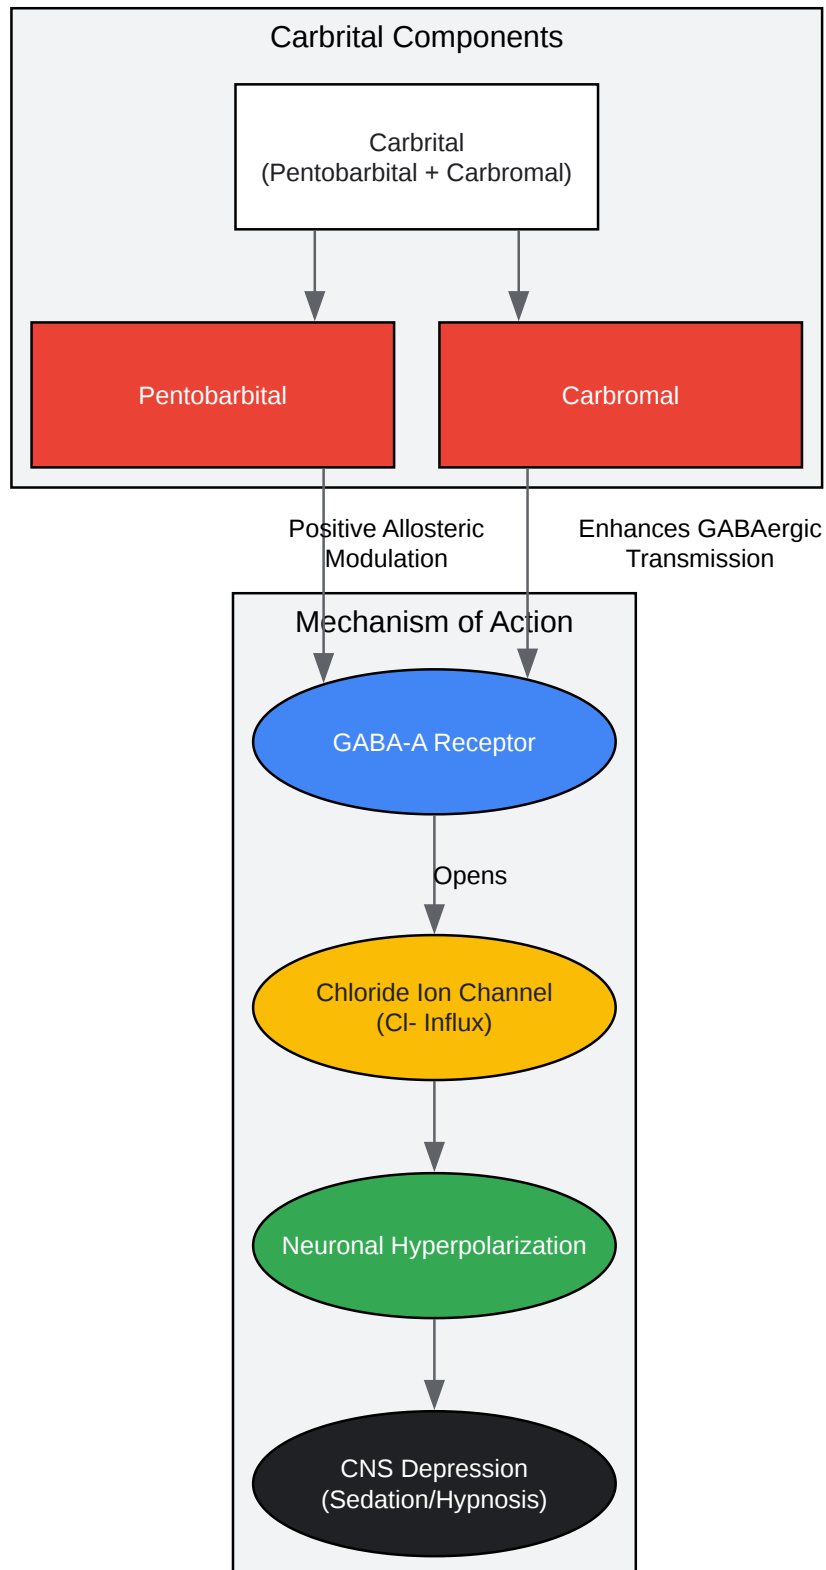 Carbrital Components
Carbrital
(Pentobarbital + Carbromal)
Pentobarbital
Carbromal
Positive Allosteric
Modulation
Enhances GABAergic
Transmission
Mechanism of Action
GABA-A Receptor
Opens
Chloride Ion Channel
(Cl- Influx)
Neuronal Hyperpolarization
CNS Depression
(Sedation/Hypnosis)